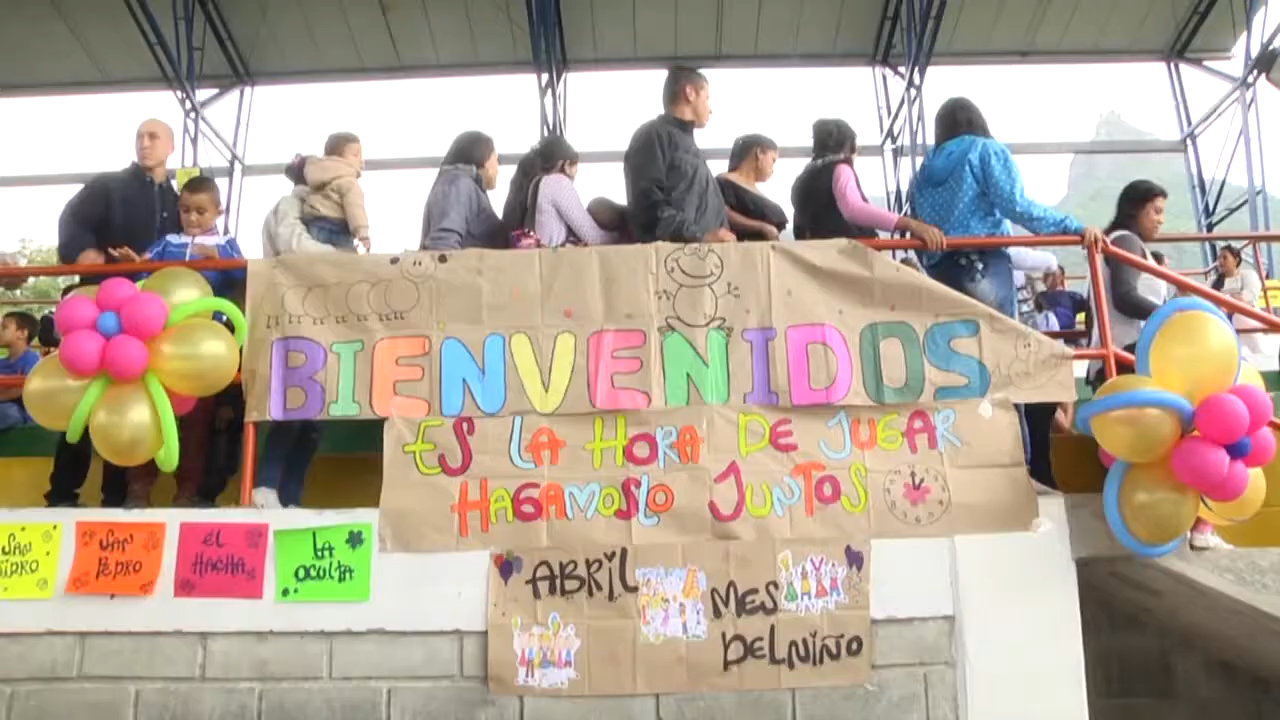 BIENVENIDOS
ES LA HORA DE JUGAR
HAGAMOSLO JUNTOS
SAN
ISIDRO
SAN
PEDRO
EL
HACHA
LA
OCULTA
ABRIL
MES
DEL NIÑO